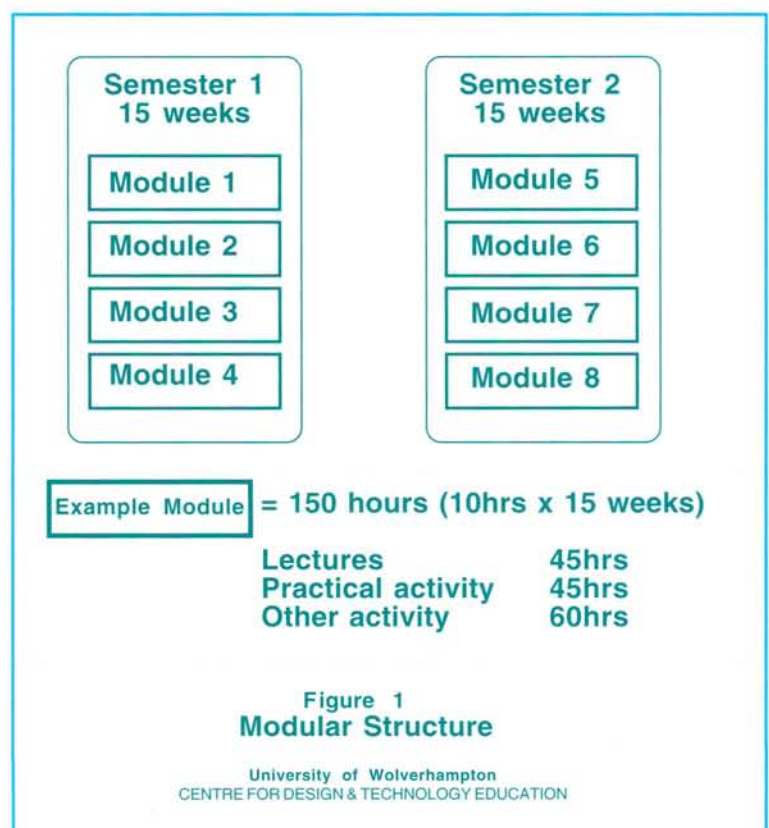 Semester 1
15 weeks
Module 1
Module 2
Module 3
Module 4
Semester 2
15 weeks
Module 5
Module 6
Module 7
Module 8
Example Module = 150 hours (10hrs x 15 weeks)
Lectures 45hrs
Practical activity 45hrs
Other activity 60hrs
Figure 1
Modular Structure
University of Wolverhampton
CENTRE FOR DESIGN & TECHNOLOGY EDUCATION